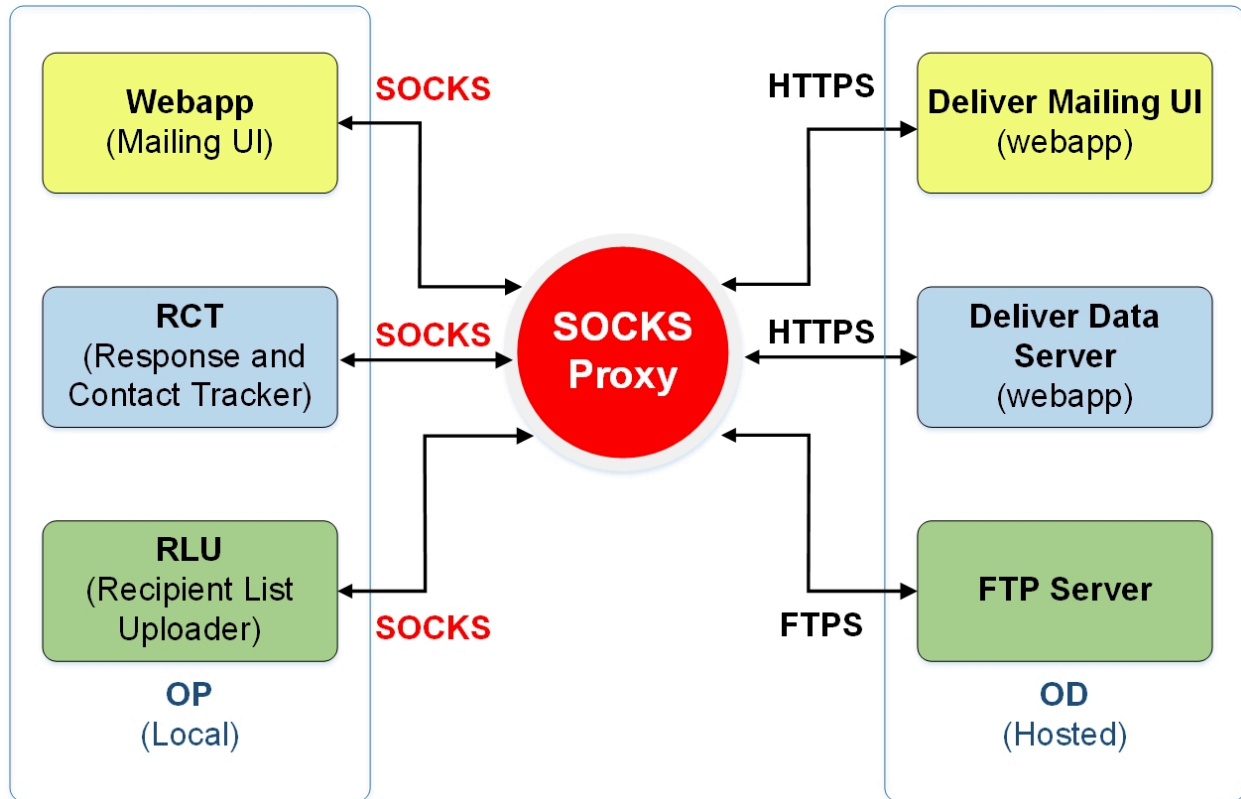 Webapp
(Mailing UI)
SOCKS
HTTPS
Deliver Mailing UI
(webapp)
RCT
(Response and
Contact Tracker)
SOCKS
SOCKS
Proxy
HTTPS
Deliver Data
Server
(webapp)
RLU
(Recipient List
Uploader)
SOCKS
FTPS
FTP Server
OP
(Local)
OD
(Hosted)